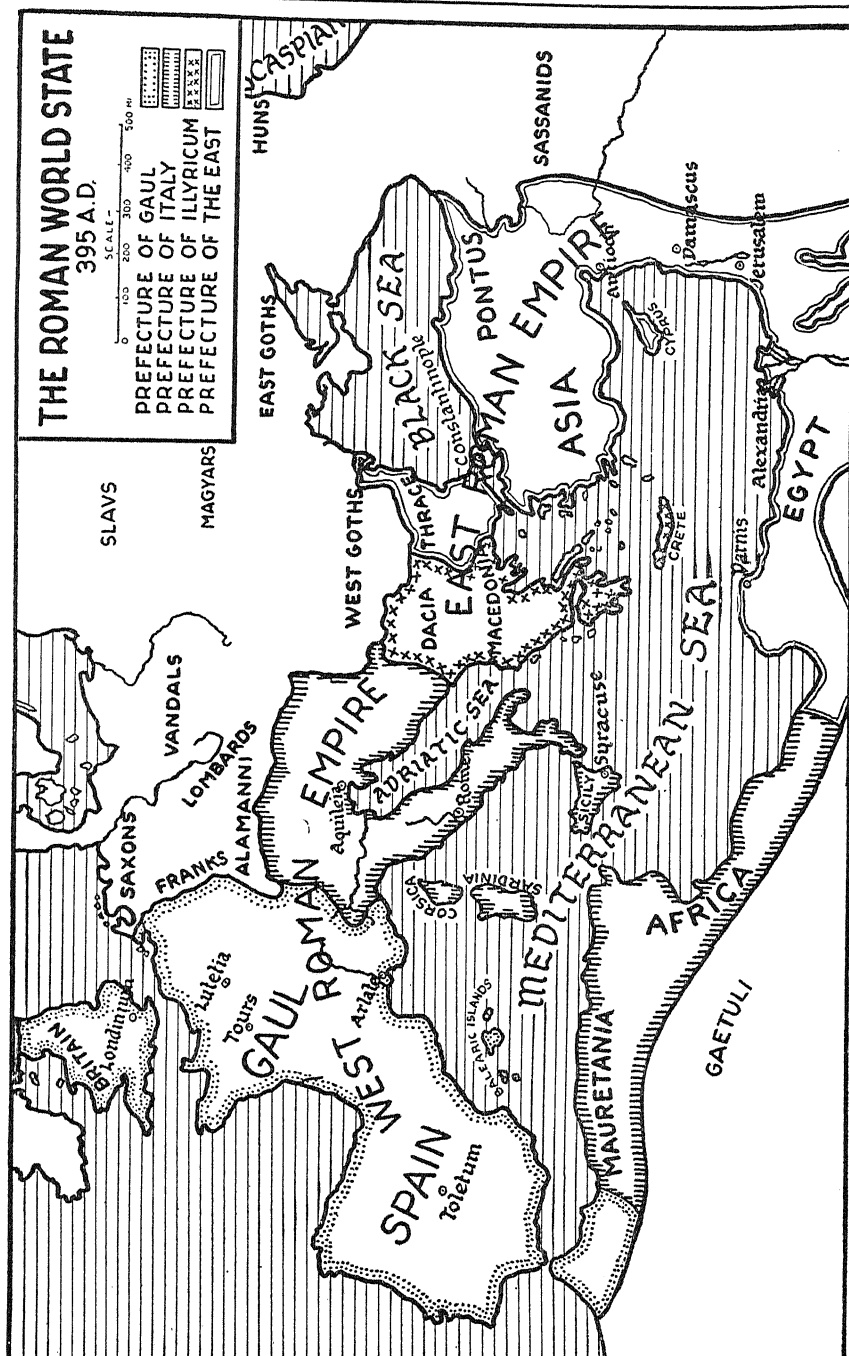 THE ROMAN WORLD STATE
395 A.D.
SCALE
0 100 200 300 400 500 MI
PREFECTURE OF GAUL
PREFECTURE OF ITALY
PREFECTURE OF ILLYRICUM
PREFECTURE OF THE EAST
CASPIAN
HUNS
SASSANIDS
EAST GOTHS
BLACK SEA
SLAVS
MAGYARS
WEST GOTHS
VANDALS
LOMBARDS
SAXONS
FRANKS
ALAMANNI
BRITAIN
Londinium
Lutetia
Tours
GAUL
Arlate
WEST ROMAN EMPIRE
SPAIN
Toletum
Aquileia
ADRIATIC SEA
Rome
CORSICA
SARDINIA
BALEARIC ISLANDS
SICILY
Syracuse
DACIA
MACEDONIA
THRACE
Constantinople
EAST
MAN EMPIRE
PONTUS
ASIA
Antioch
CYPRUS
Damascus
Jerusalem
CRETE
MEDITERRANEAN SEA
Darnis
Alexandria
EGYPT
AFRICA
MAURETANIA
GAETULI